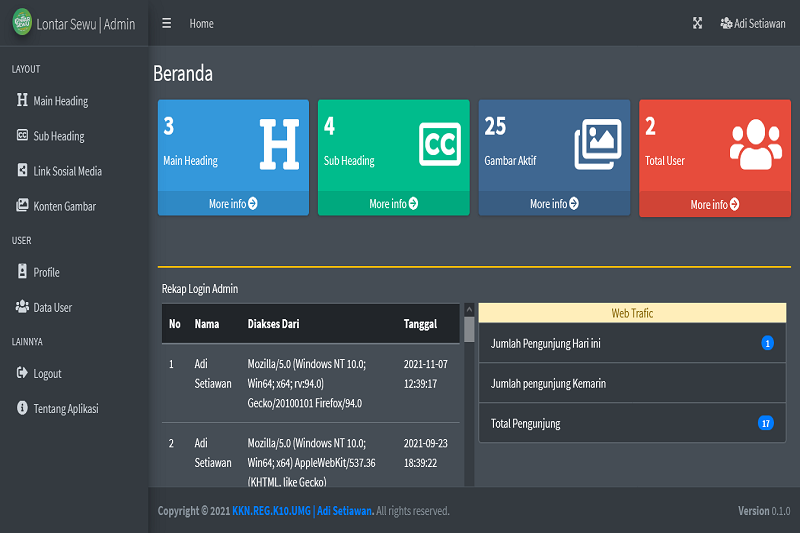 Lontar Sewu | Admin
Home
Adi Setiawan
LAYOUT
Main Heading
Sub Heading
Link Sosial Media
Konten Gambar
USER
Profile
Data User
LAINNYA
Logout
Tentang Aplikasi
Beranda
3
Main Heading
More info
4
Sub Heading
More info
25
Gambar Aktif
More info
2
Total User
More info
Rekap Login Admin
No Nama Diakses Dari Tanggal
1 Adi Setiawan Mozilla/5.0 (Windows NT 10.0; 2021-11-07
Win64; x64; rv:94.0) 12:39:17
Gecko/20100101 Firefox/94.0
2 Adi Setiawan Mozilla/5.0 (Windows NT 10.0; 2021-09-23
Win64; x64) AppleWebKit/537.36 18:39:22
(KHTML, like Gecko)
Web Trafic
Jumlah Pengunjung Hari ini 1
Jumlah pengunjung Kemarin
Total Pengunjung 17
Copyright © 2021 KKN.REG.K10.UMG | Adi Setiawan. All rights reserved.
Version 0.1.0